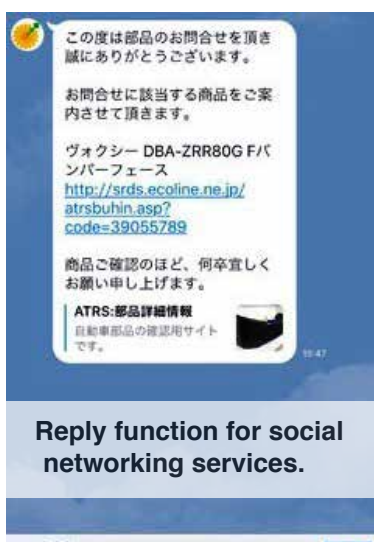 この度は部品のお問合せを頂き
誠にありがとうございます。
お問合せに該当する商品をご案
内させて頂きます。
ヴォクシー DBA-ZRR80G Fバ
ンパーフェース
http://srds.ecoline.ne.jp/
atrsbuhin.asp?
code=39055789
商品ご確認のほど、何卒宜しく
お願い申し上げます。
ATRS:部品詳細情報
自動車部品の確認用サイト
です。
Reply function for social
networking services.